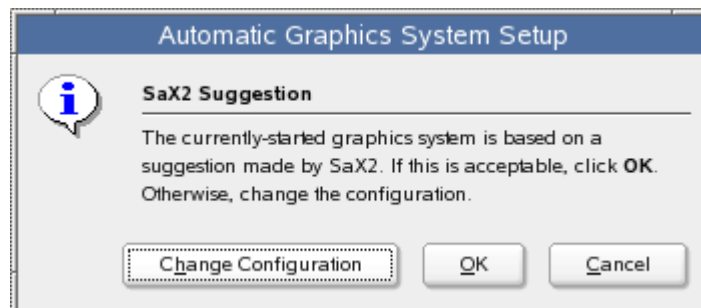 Automatic Graphics System Setup
SaX2 Suggestion
The currently-started graphics system is based on a
suggestion made by SaX2. If this is acceptable, click OK.
Otherwise, change the configuration.
Change Configuration
OK
Cancel